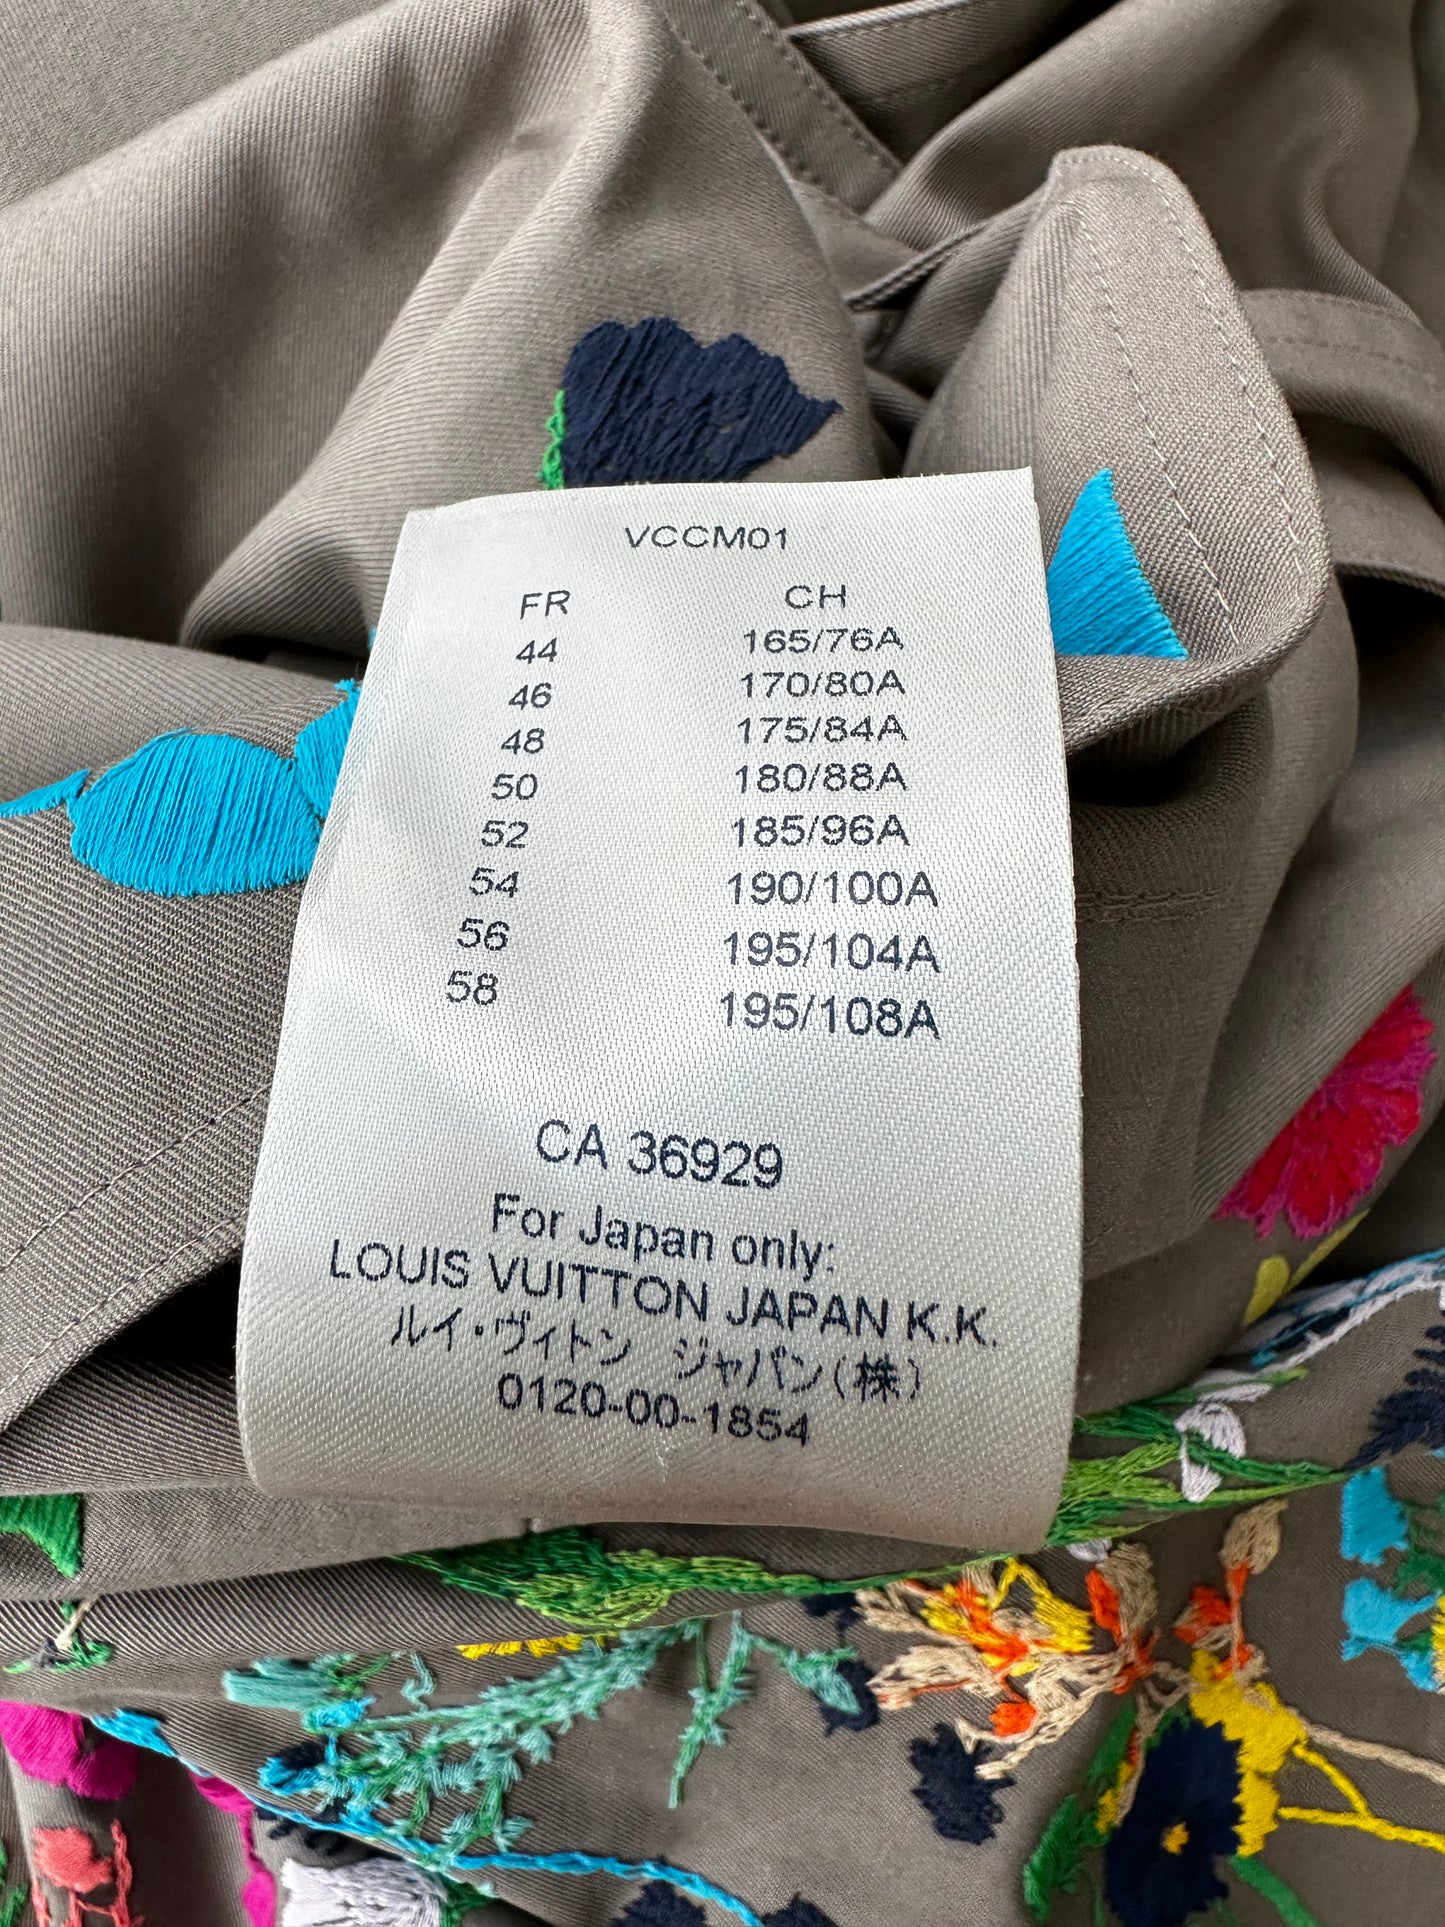 VCCM01
FR CH
44 165/76A
46 170/80A
48 175/84A
50 180/88A
52 185/96A
54 190/100A
56 195/104A
58 195/108A
CA 36929
For Japan only:
LOUIS VUITTON JAPAN K.K.
ルイ・ヴィトン ジャパン(株)
0120-00-1854